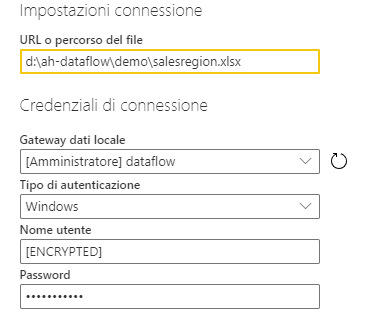 Impostazioni connessione
URL o percorso del file
d:\ah-dataflow\demo\salesregion.xlsx
Credenziali di connessione
Gateway dati locale
[Amministratore] dataflow
Tipo di autenticazione
Windows
Nome utente
[ENCRYPTED]
Password
•••••••••••